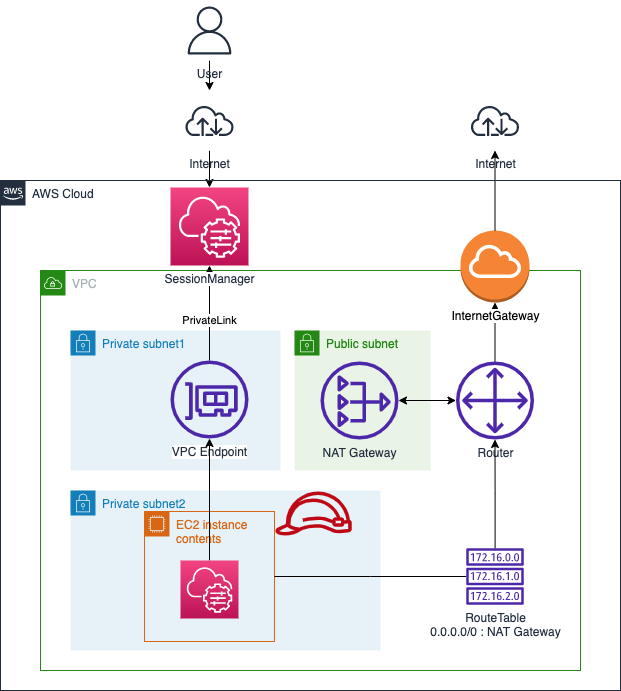 User
Internet
Internet
aws
AWS Cloud
SessionManager
VPC
InternetGateway
PrivateLink
Private subnet1
Public subnet
VPC Endpoint
NAT Gateway
Router
Private subnet2
EC2 instance
contents
172.16.0.0
172.16.1.0
172.16.2.0
RouteTable
0.0.0.0/0 : NAT Gateway